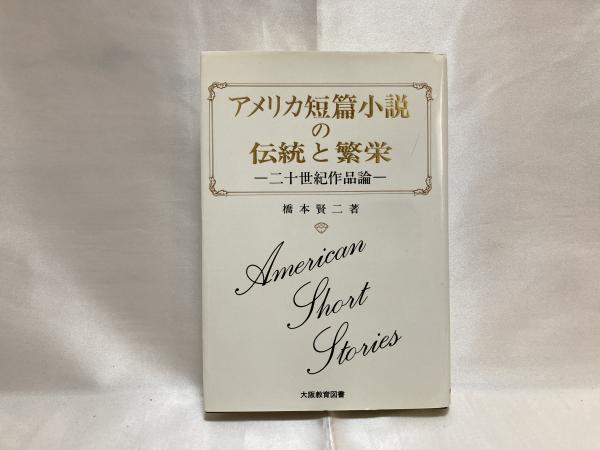 アメリカ短篇小説
の
伝統と繁栄
―二十世紀作品論―
橋本賢二著
American
Short
Stories
大阪教育図書